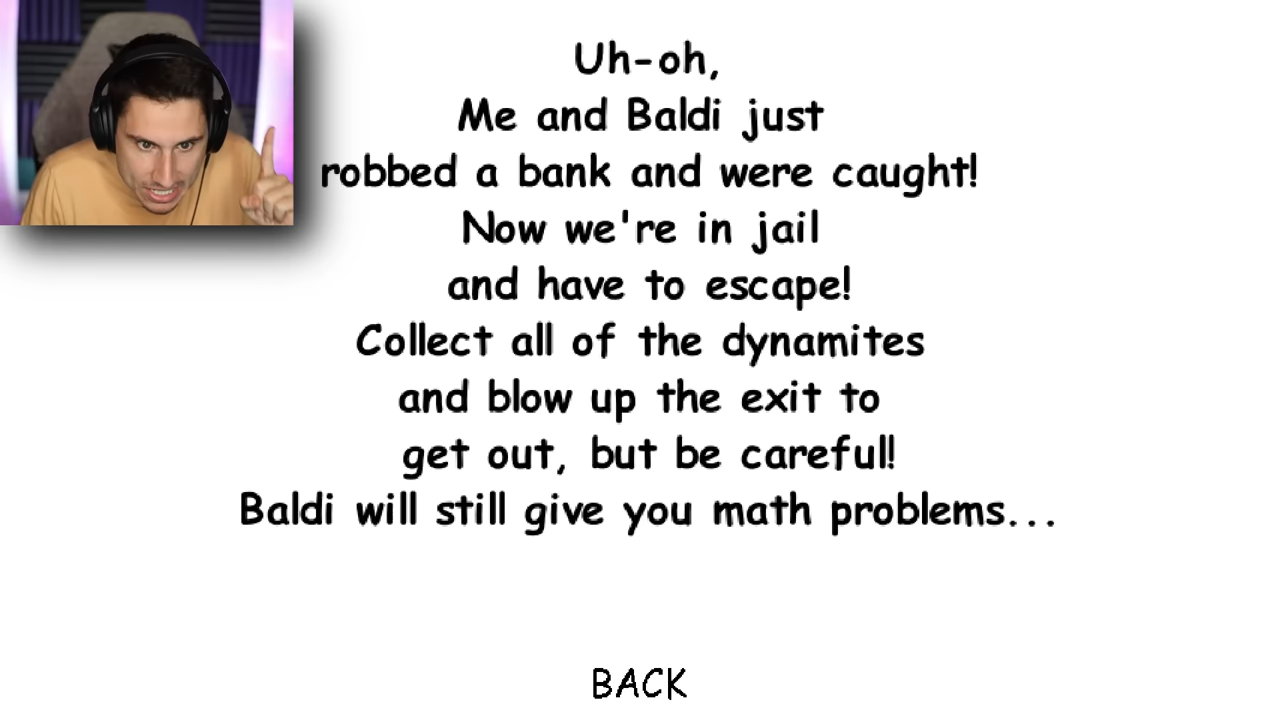 Uh-oh,
Me and Baldi just
robbed a bank and were caught!
Now we're in jail
and have to escape!
Collect all of the dynamites
and blow up the exit to
get out, but be careful!
Baldi will still give you math problems...
BACK